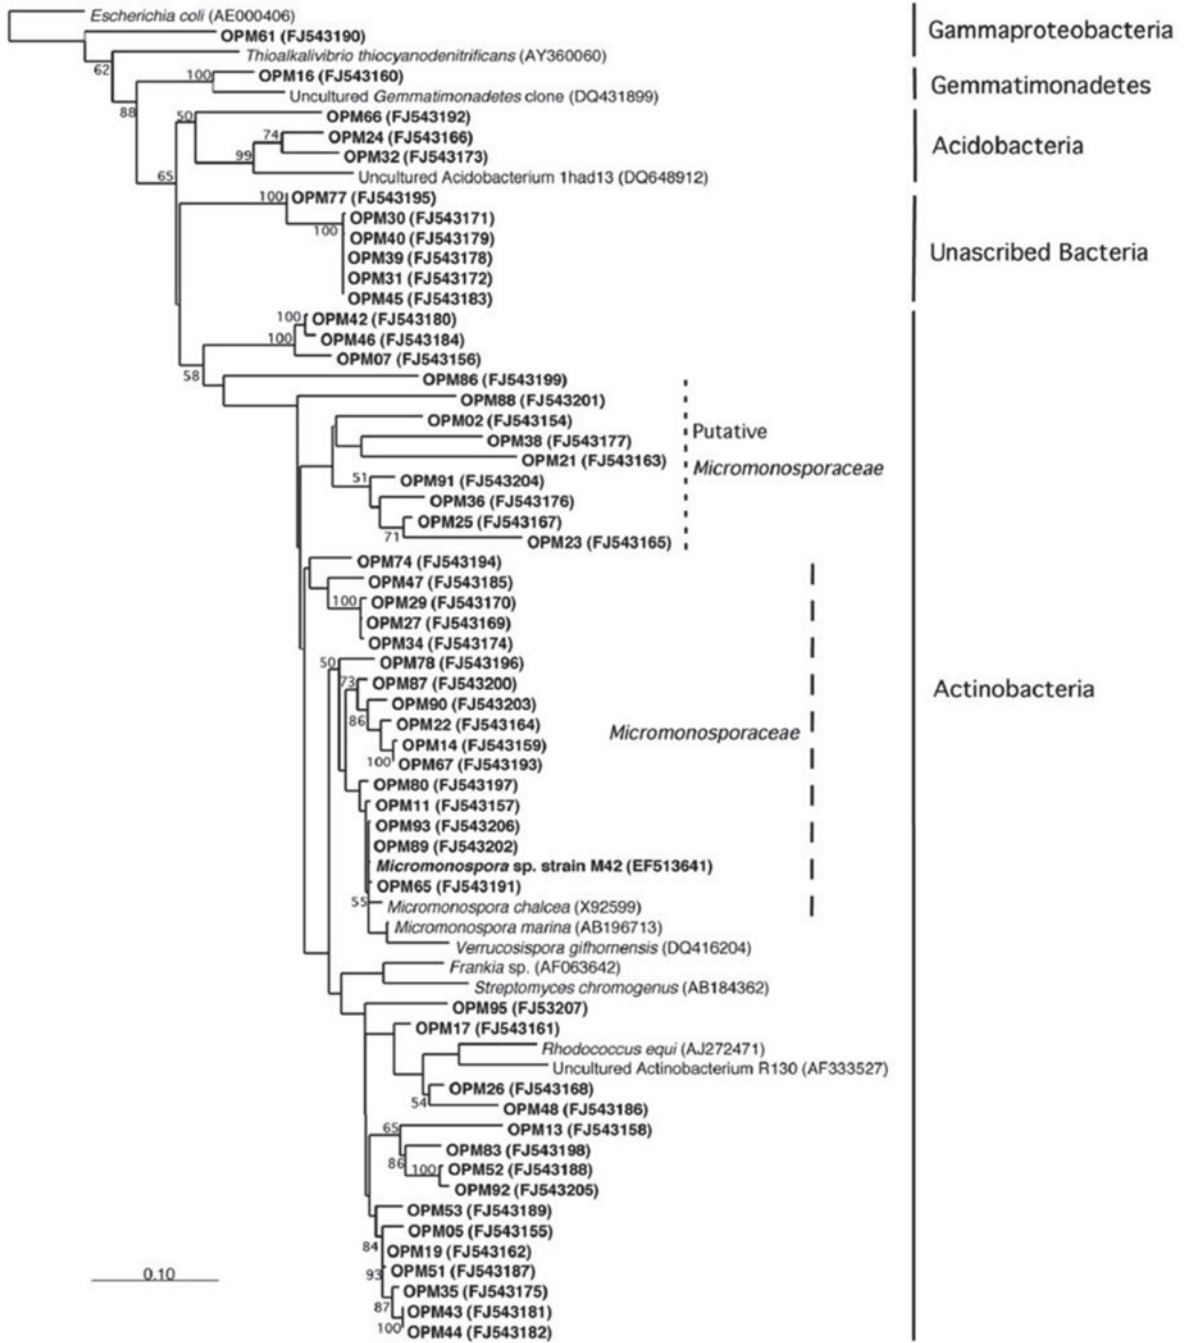 Escherichia coli (AE000406)
OPM61 (FJ543190)
Gammaproteobacteria
Thioalkalivibrio thiocyanodenitrificans (AY360060)
62
100
OPM16 (FJ543160)
Gemmatimonadetes
Uncultured Gemmatimonadetes clone (DQ431899)
88
50
OPM66 (FJ543192)
74
OPM24 (FJ543166)
Acidobacteria
99
OPM32 (FJ543173)
65
Uncultured Acidobacterium 1had13 (DQ648912)
100
OPM77 (FJ543195)
OPM30 (FJ543171)
100
OPM40 (FJ543179)
Unascribed Bacteria
OPM39 (FJ543178)
OPM31 (FJ543172)
OPM45 (FJ543183)
100
OPM42 (FJ543180)
100
OPM46 (FJ543184)
OPM07 (FJ543156)
58
OPM86 (FJ543199)
OPM88 (FJ543201)
OPM02 (FJ543154)
Putative
OPM38 (FJ543177)
OPM21 (FJ543163)
Micromonosporaceae
51
OPM91 (FJ543204)
OPM36 (FJ543176)
OPM25 (FJ543167)
71
OPM23 (FJ543165)
OPM74 (FJ543194)
OPM47 (FJ543185)
100
OPM29 (FJ543170)
OPM27 (FJ543169)
OPM34 (FJ543174)
50
OPM78 (FJ543196)
73
OPM87 (FJ543200)
Actinobacteria
OPM90 (FJ543203)
86
OPM22 (FJ543164)
Micromonosporaceae
OPM14 (FJ543159)
100
OPM67 (FJ543193)
OPM80 (FJ543197)
OPM11 (FJ543157)
OPM93 (FJ543206)
OPM89 (FJ543202)
Micromonospora sp. strain M42 (EF513641)
OPM65 (FJ543191)
55
Micromonospora chalcea (X92599)
Micromonospora marina (AB196713)
Verrucosispora gifhornensis (DQ416204)
Frankia sp. (AF063642)
Streptomyces chromogenus (AB184362)
OPM95 (FJ53207)
OPM17 (FJ543161)
Rhodococcus equi (AJ272471)
Uncultured Actinobacterium R130 (AF333527)
OPM26 (FJ543168)
54
OPM48 (FJ543186)
65
OPM13 (FJ543158)
OPM83 (FJ543198)
86
100
OPM52 (FJ543188)
OPM92 (FJ543205)
OPM53 (FJ543189)
OPM05 (FJ543155)
84
OPM19 (FJ543162)
0.10
93
OPM51 (FJ543187)
OPM35 (FJ543175)
87
OPM43 (FJ543181)
100
OPM44 (FJ543182)